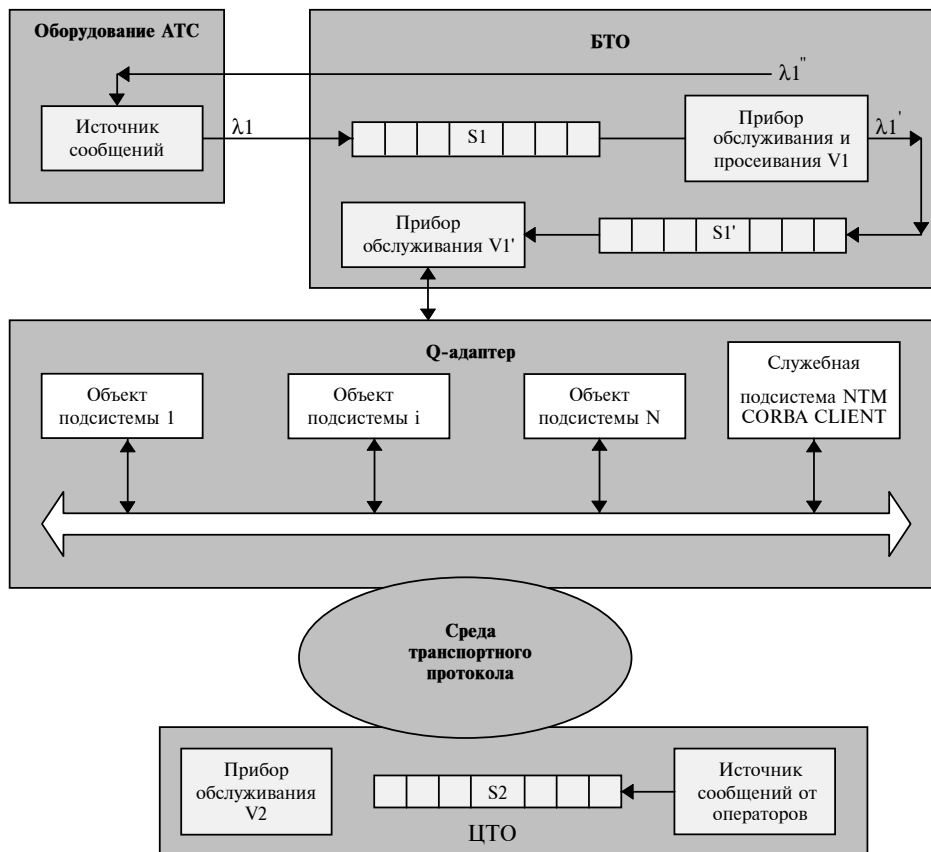 Оборудование АТС
БТО
λ1''
Источник
сообщений
λ1
S1
Прибор
обслуживания и
просеивания V1
λ1'
Прибор
обслуживания V1'
S1'
Q-адаптер
Объект
подсистемы 1
Объект
подсистемы i
Объект
подсистемы N
Служебная
подсистема NTM
CORBA CLIENT
Среда
транспортного
протокола
Прибор
обслуживания
V2
S2
Источник
сообщений от
операторов
ЦТО